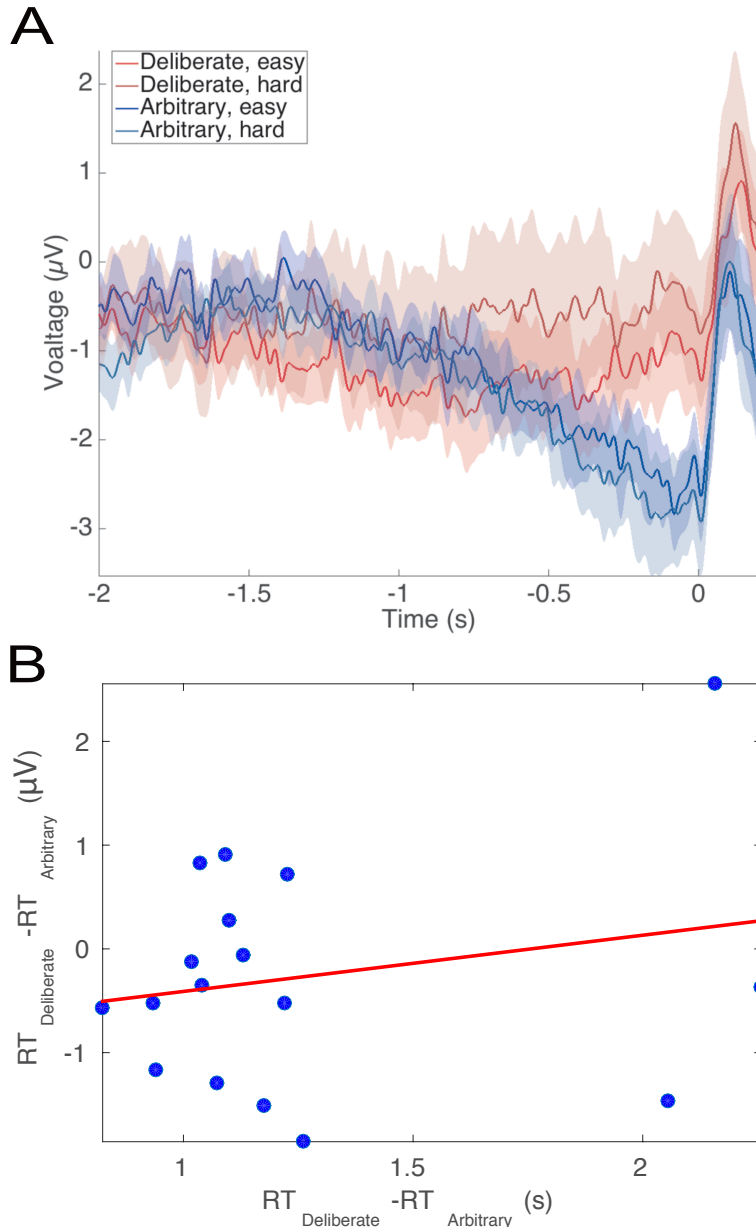 A
Deliberate, easy
Deliberate, hard
Arbitrary, easy
Arbitrary, hard
2
1
0
-1
-2
-3
Voaltage (µV)
-2
-1.5
-1
-0.5
0
Time (s)
B
2
1
0
-1
RT Deliberate -RT Arbitrary (µV)
1
1.5
2
RT Deliberate -RT Arbitrary (s)